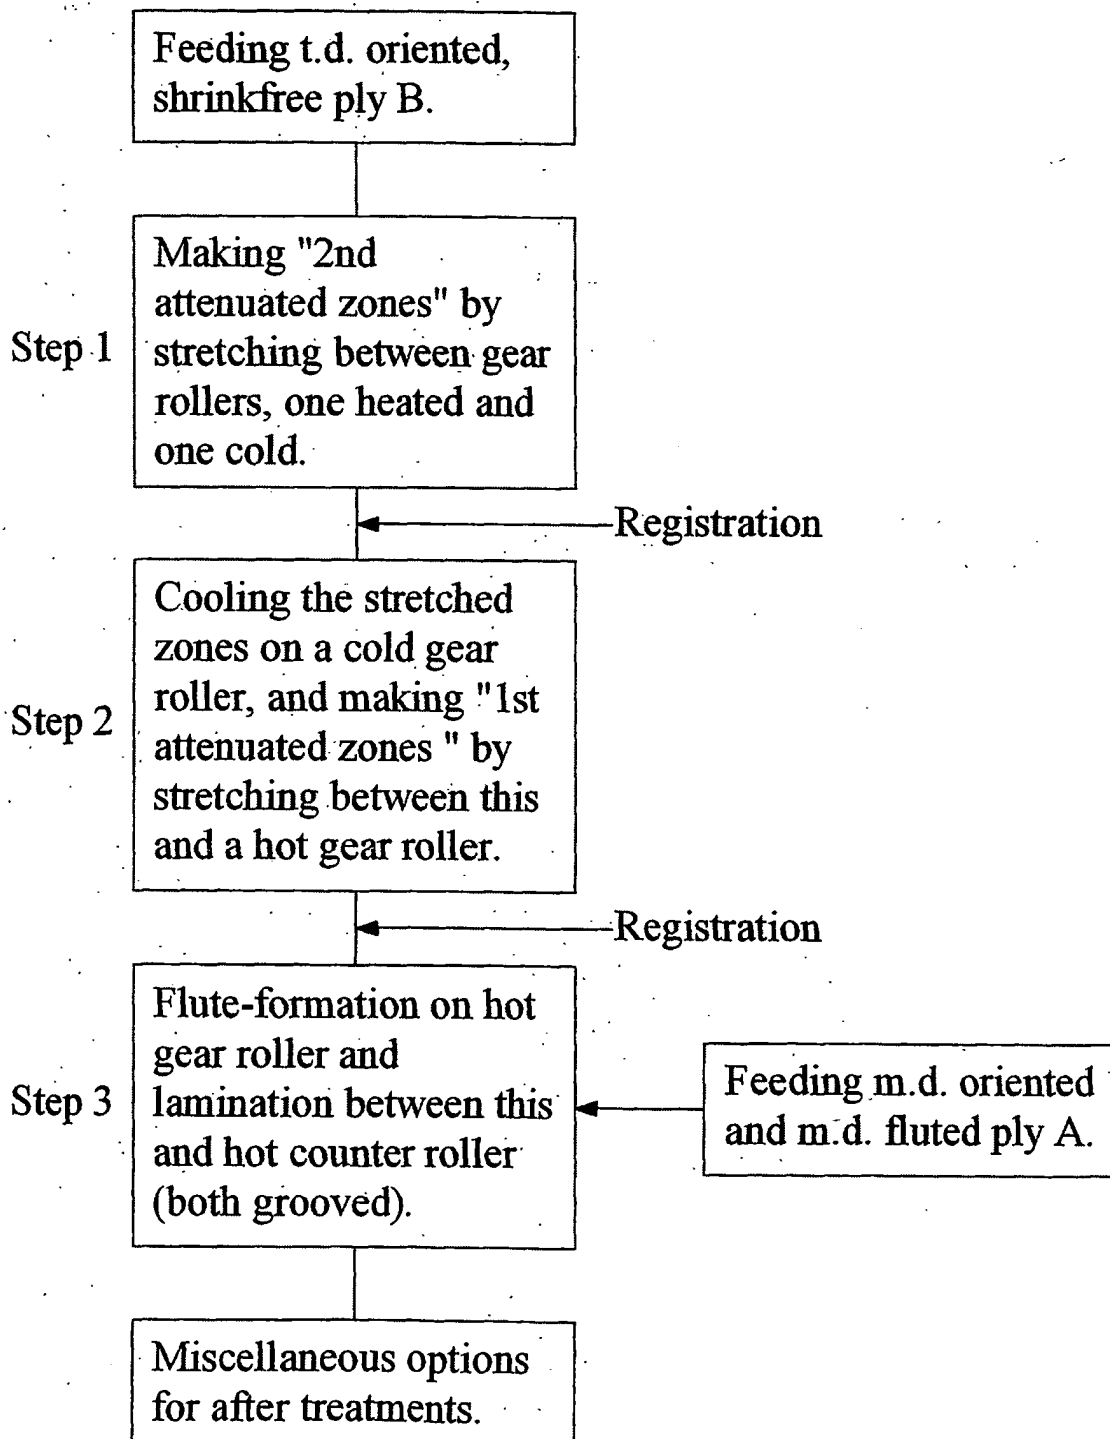 Feeding t.d. oriented,
shrinkfree ply B.
Step 1
Making "2nd
attenuated zones" by
stretching between gear
rollers, one heated and
one cold.
Registration
Step 2
Cooling the stretched
zones on a cold gear
roller, and making "1st
attenuated zones " by
stretching between this
and a hot gear roller.
Registration
Step 3
Flute-formation on hot
gear roller and
lamination between this
and hot counter roller
(both grooved).
Feeding m.d. oriented
and m.d. fluted ply A.
Miscellaneous options
for after treatments.